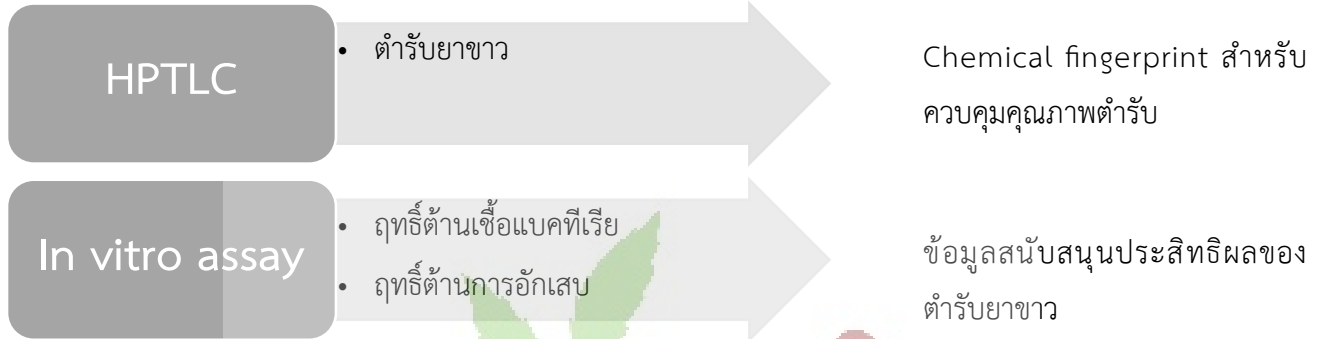 HPTLC
• ตำรับยาขาว
Chemical fingerprint สำหรับ
ควบคุมคุณภาพตำรับ
In vitro assay
• ฤทธิ์ต้านเชื้อแบคทีเรีย
• ฤทธิ์ต้านการอักเสบ
ข้อมูลสนับสนุนประสิทธิผลของ
ตำรับยาขาว